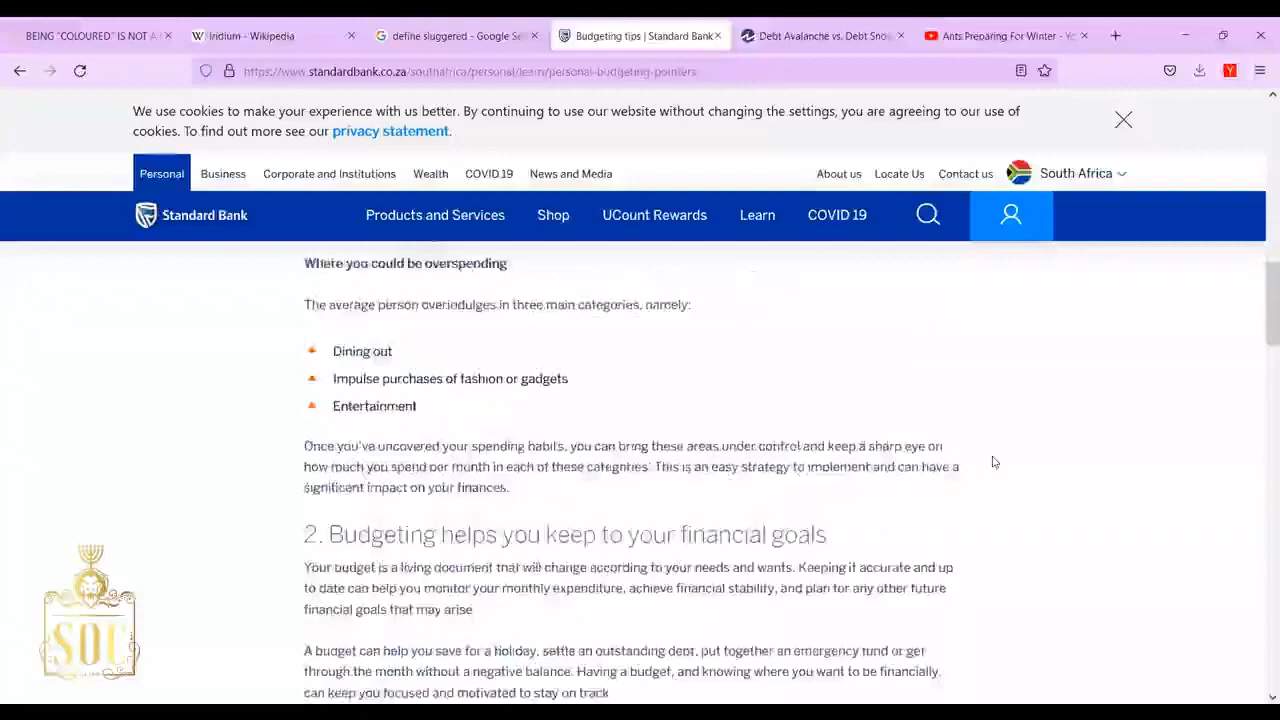 BEING "COLOURED" IS NOT A
Iridium - Wikipedia
define sluggered - Google Se
Budgeting tips | Standard Bank
Debt Avalanche vs. Debt Snow
Ants Preparing For Winter - Yo
https://www.standardbank.co.za/southafrica/personal/learn/personal-budgeting-pointers
We use cookies to make your experience with us better. By continuing to use our website without changing the settings, you are agreeing to our use of
cookies. To find out more see our privacy statement.
Personal Business Corporate and Institutions Wealth COVID19 News and Media About us Locate Us Contact us South Africa
Standard Bank Products and Services Shop UCount Rewards Learn COVID 19
Where you could be overspending
The average person overindulges in three main categories, namely:
Dining out
Impulse purchases of fashion or gadgets
Entertainment
Once you've uncovered your spending habits, you can bring these areas under control and keep a sharp eye on
how much you spend per month in each of these categories. This is an easy strategy to implement and can have a
significant impact on your finances.
2. Budgeting helps you keep to your financial goals
Your budget is a living document that will change according to your needs and wants. Keeping it accurate and up
to date can help you monitor your monthly expenditure, achieve financial stability, and plan for any other future
financial goals that may arise
A budget can help you save for a holiday, settle an outstanding debt, put together an emergency fund or get
through the month without a negative balance. Having a budget, and knowing where you want to be financially,
can keep you focused and motivated to stay on track
SOC